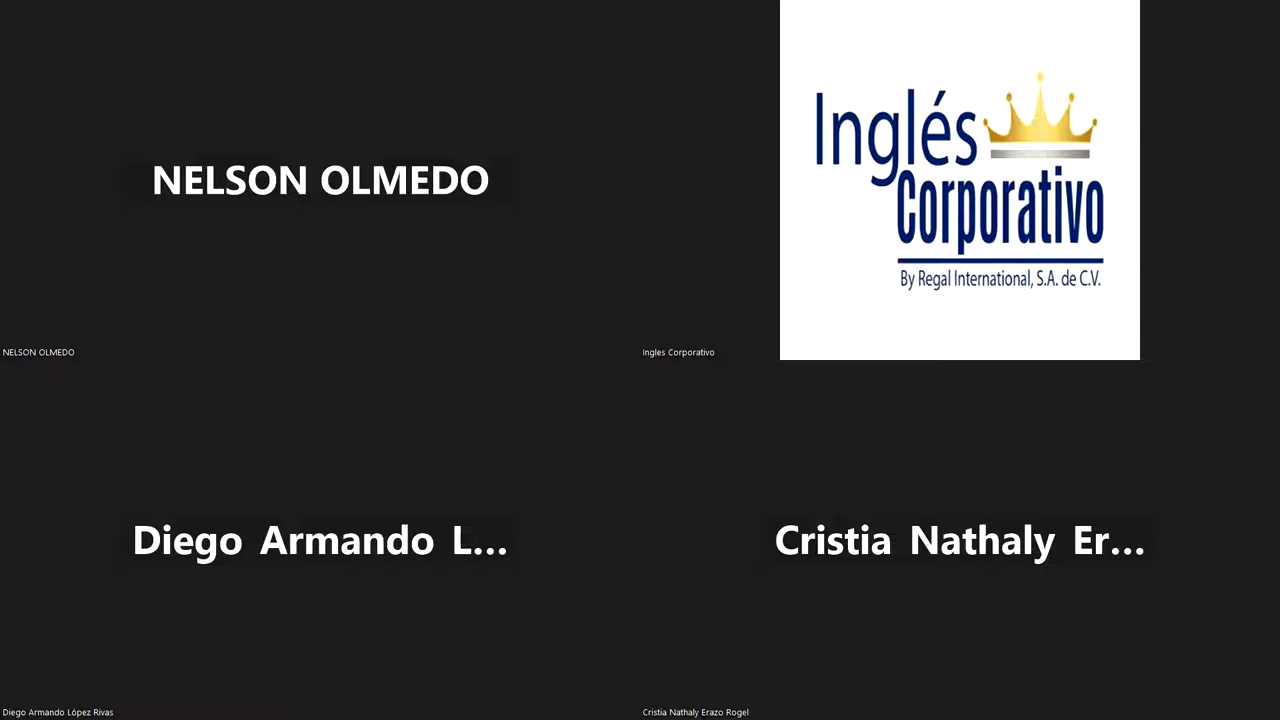 NELSON OLMEDO
NELSON OLMEDO
Inglés
Corporativo
By Regal International, S.A. de C.V.
Ingles Corporativo
Diego Armando L...
Diego Armando López Rivas
Cristia Nathaly Er...
Cristia Nathaly Erazo Rogel